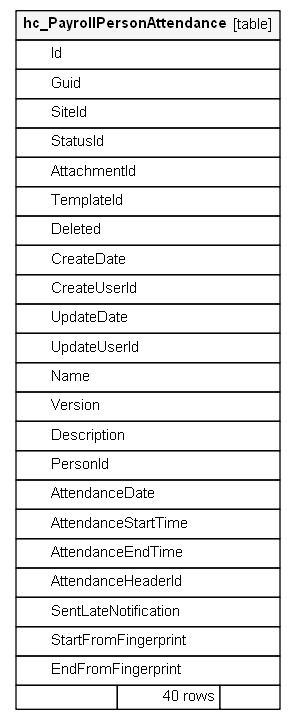 hc_PayrollPersonAttendance [table]
Id
Guid
SiteId
StatusId
AttachmentId
TemplateId
Deleted
CreateDate
CreateUserId
UpdateDate
UpdateUserId
Name
Version
Description
PersonId
AttendanceDate
AttendanceStartTime
AttendanceEndTime
AttendanceHeaderId
SentLateNotification
StartFromFingerprint
EndFromFingerprint
40 rows